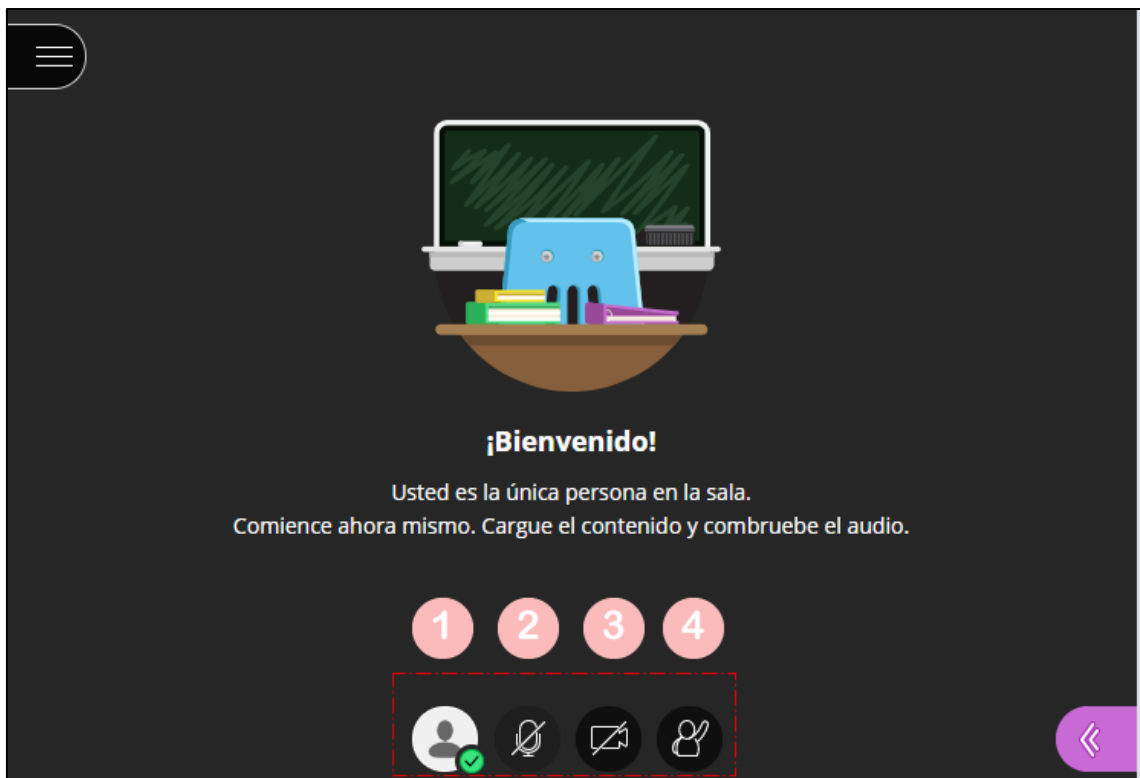 ¡Bienvenido!
Usted es la única persona en la sala.
Comience ahora mismo. Cargue el contenido y combruebe el audio.
1 2 3 4